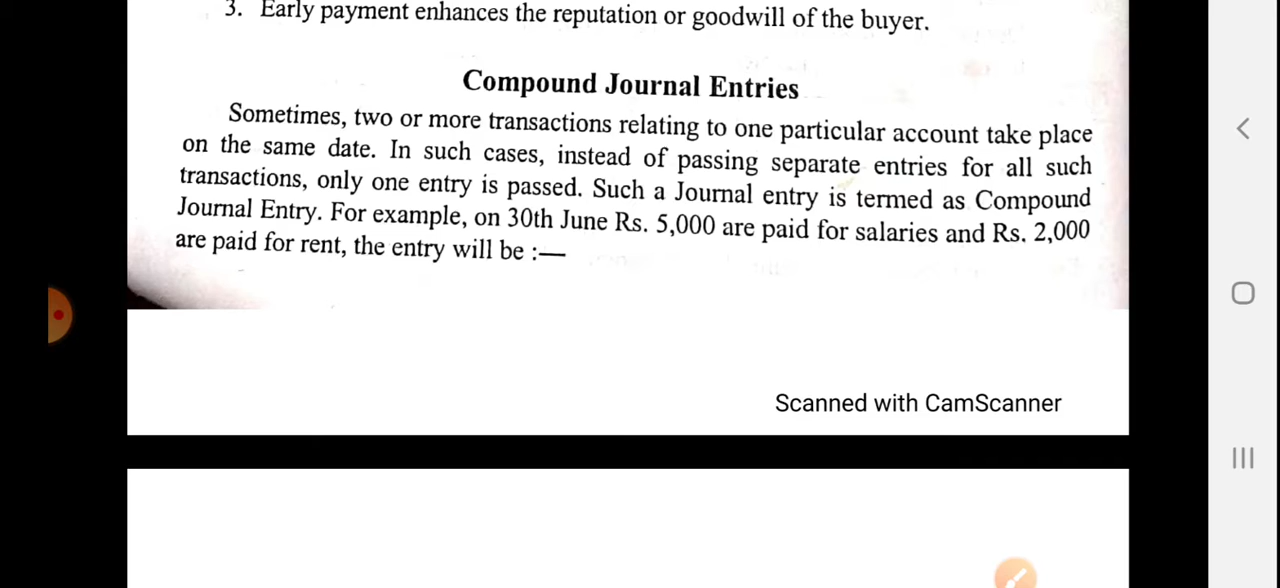 3. Early payment enhances the reputation or goodwill of the buyer.
Compound Journal Entries
Sometimes, two or more transactions relating to one particular account take place
on the same date. In such cases, instead of passing separate entries for all such
transactions, only one entry is passed. Such a Journal entry is termed as Compound
Journal Entry. For example, on 30th June Rs. 5,000 are paid for salaries and Rs. 2,000
are paid for rent, the entry will be :—
Scanned with CamScanner